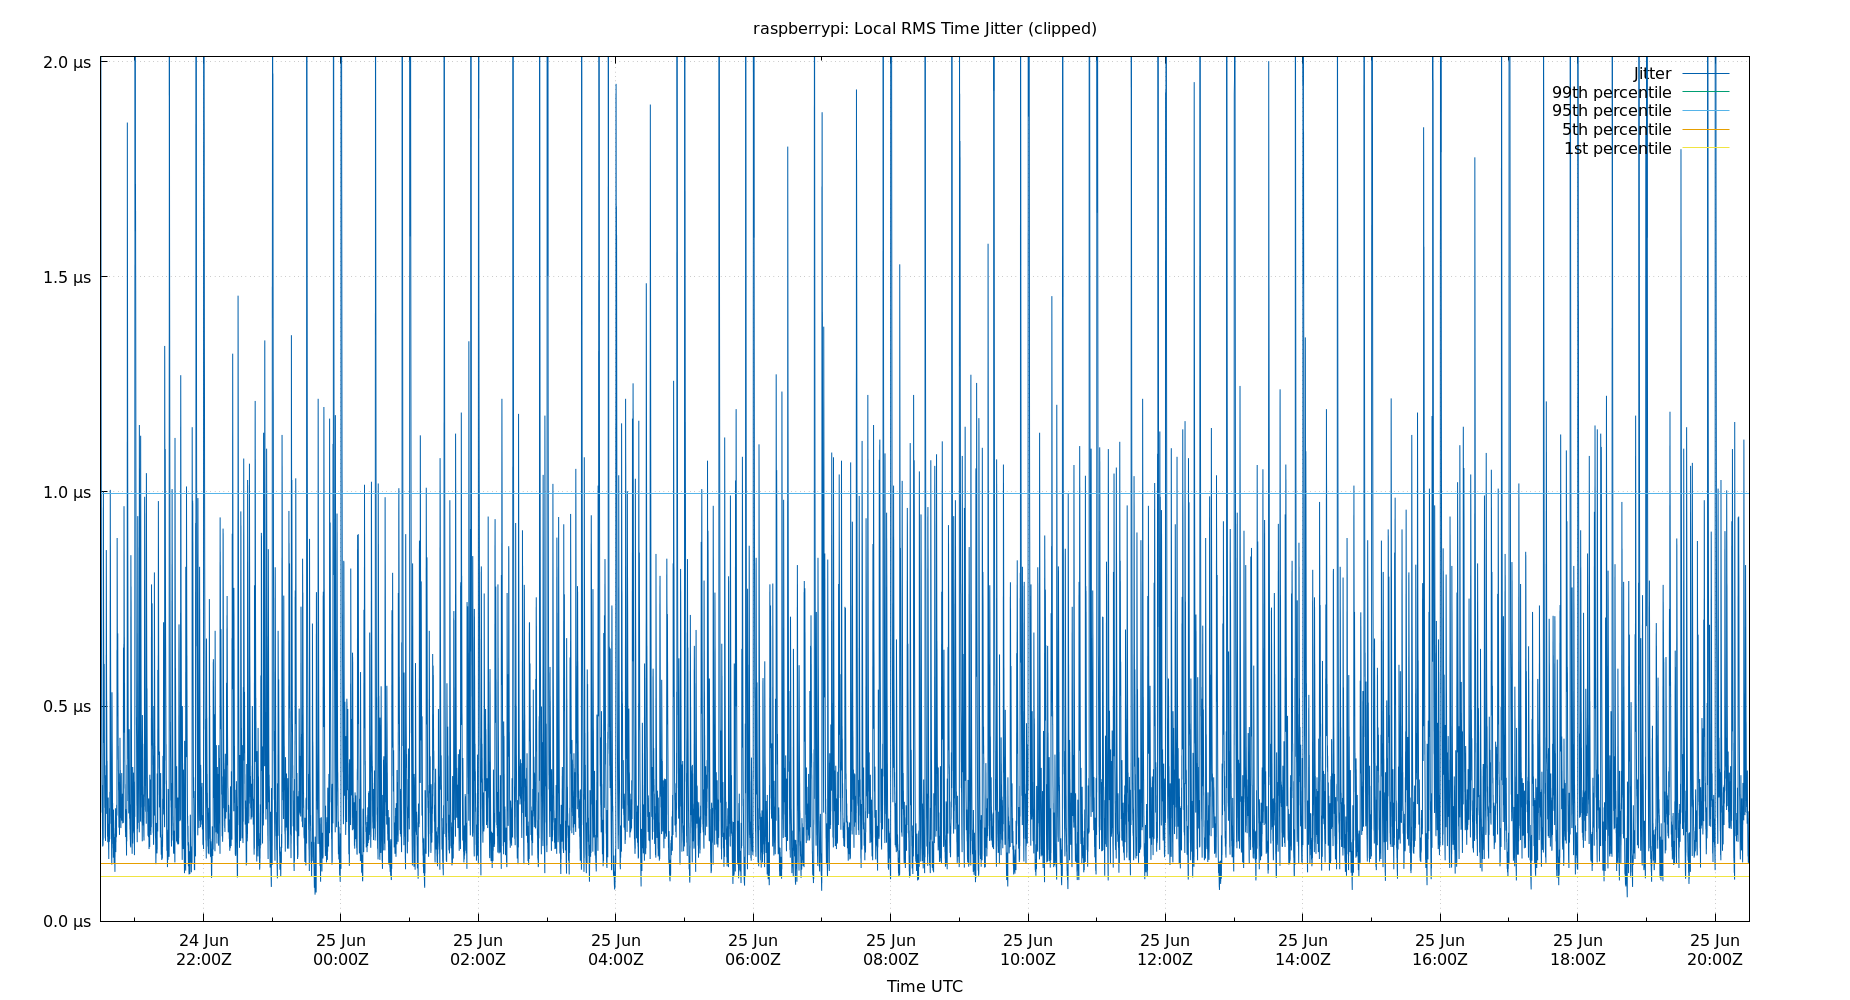 raspberrypi: Local RMS Time Jitter (clipped)
2.0 μs
1.5 μs
1.0 μs
0.5 μs
0.0 μs
Jitter
99th percentile
95th percentile
5th percentile
1st percentile
24 Jun 25 Jun 25 Jun 25 Jun 25 Jun 25 Jun 25 Jun 25 Jun 25 Jun 25 Jun 25 Jun 25 Jun
22:00Z 00:00Z 02:00Z 04:00Z 06:00Z 08:00Z 10:00Z 12:00Z 14:00Z 16:00Z 18:00Z 20:00Z
Time UTC